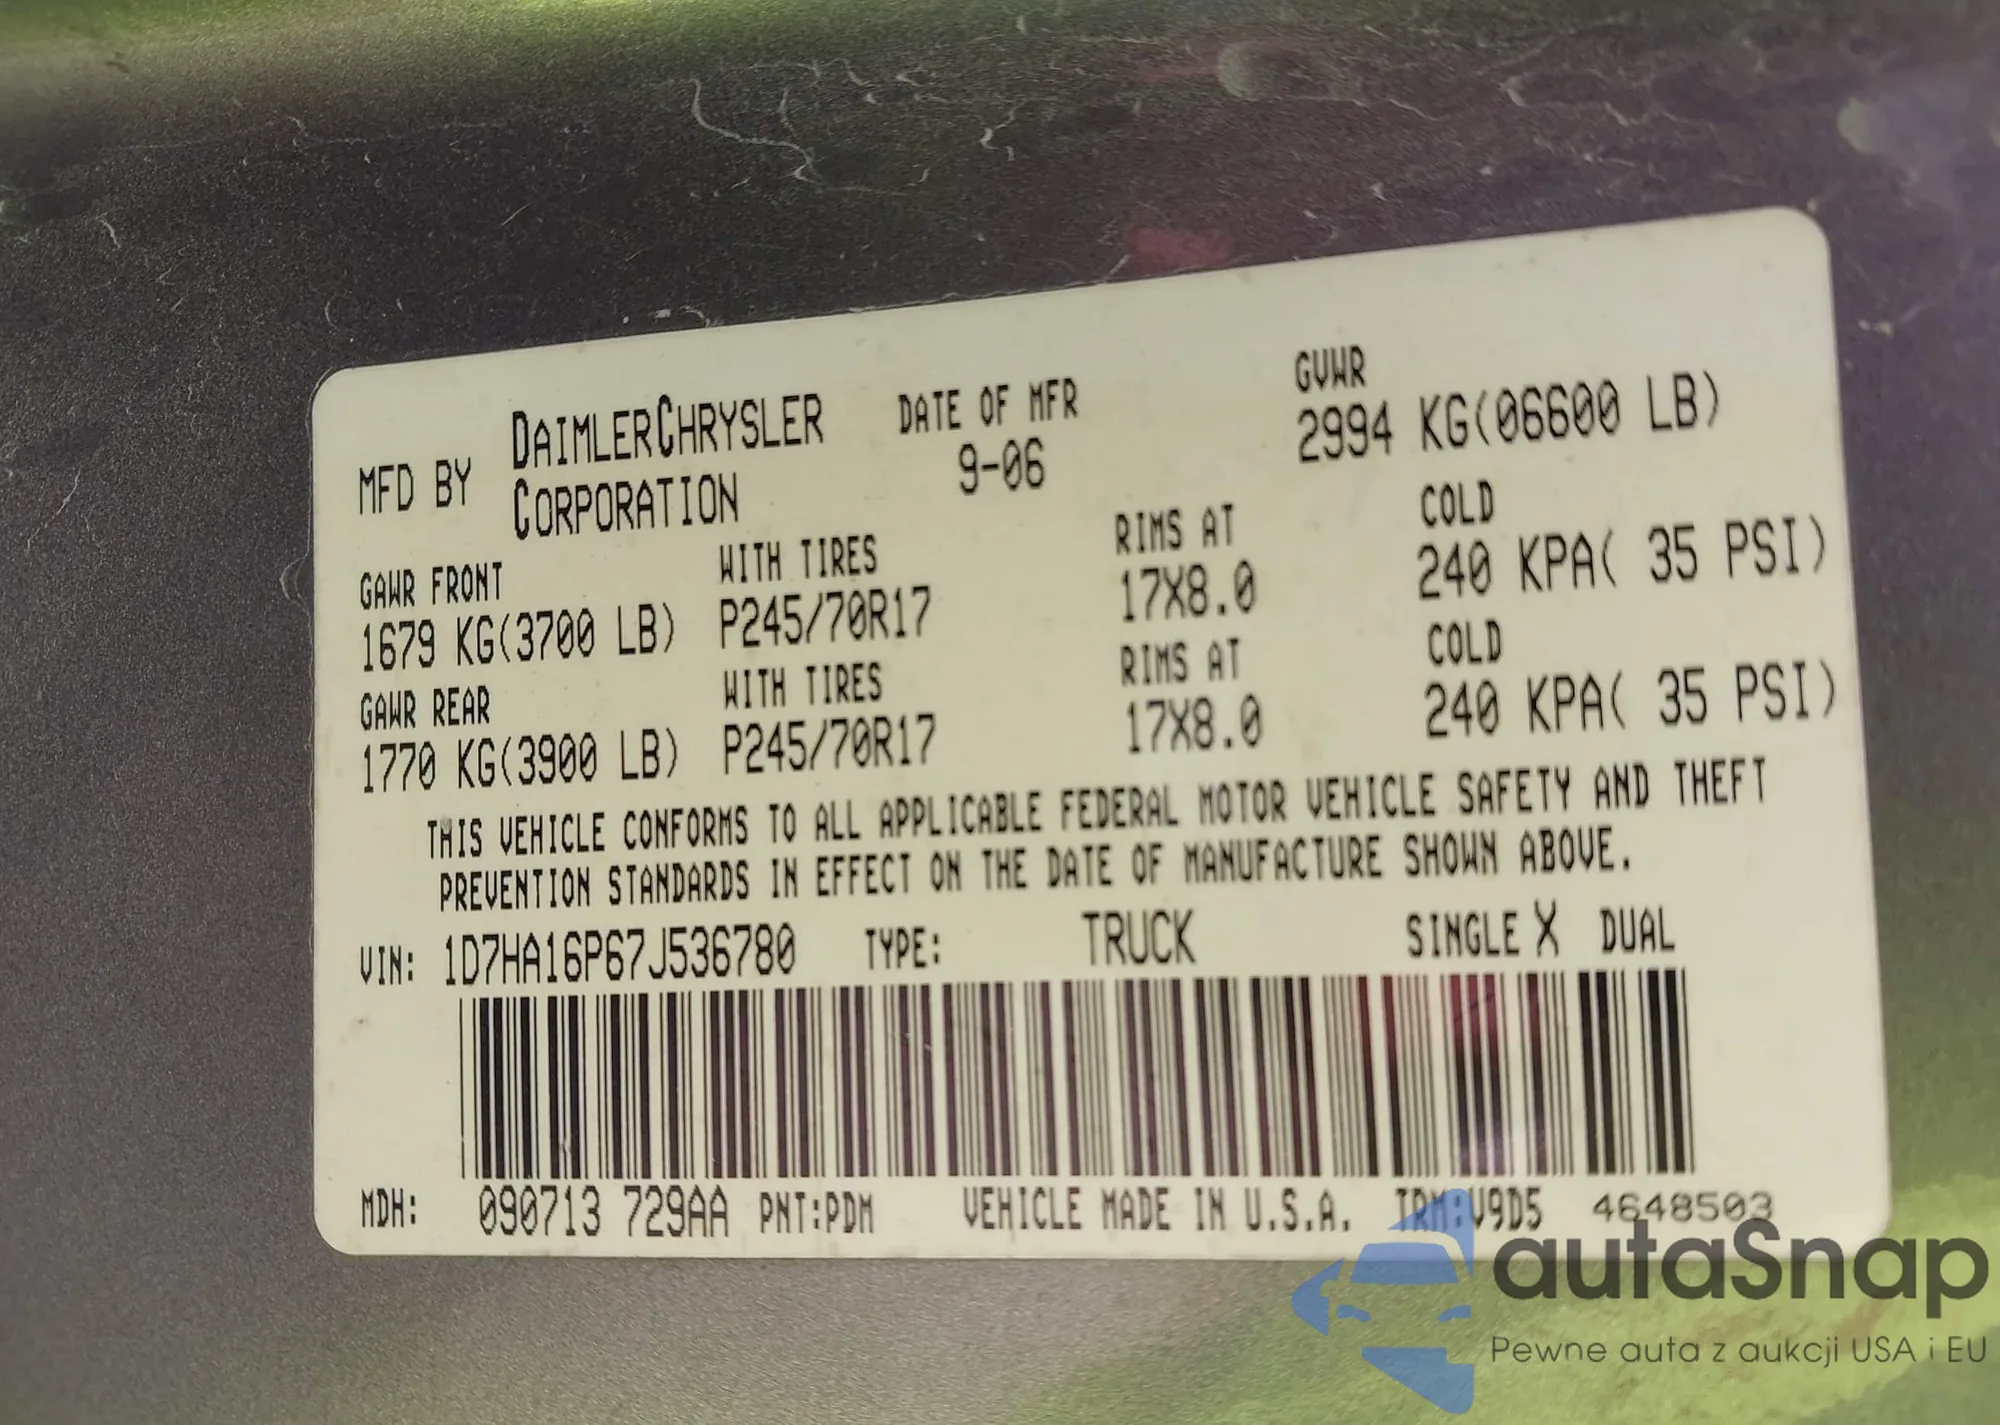 MFD BY DAIMLERCHRYSLER CORPORATION DATE OF MFR 9-06 GVWR 2994 KG(06600 LB)
GAWR FRONT WITH TIRES RIMS AT COLD
1679 KG(3700 LB) P245/70R17 17X8.0 240 KPA( 35 PSI)
GAWR REAR WITH TIRES RIMS AT COLD
1770 KG(3900 LB) P245/70R17 17X8.0 240 KPA( 35 PSI)
THIS VEHICLE CONFORMS TO ALL APPLICABLE FEDERAL MOTOR VEHICLE SAFETY AND THEFT
PREVENTION STANDARDS IN EFFECT ON THE DATE OF MANUFACTURE SHOWN ABOVE.
VIN: 1D7HA16P67J536780 TYPE: TRUCK SINGLE X DUAL
MDH: 090713 729AA PNT:PDM VEHICLE MADE IN U.S.A. TRM:V9D5 4648503
autaSnap
Pewne auta z aukcji USA i EU